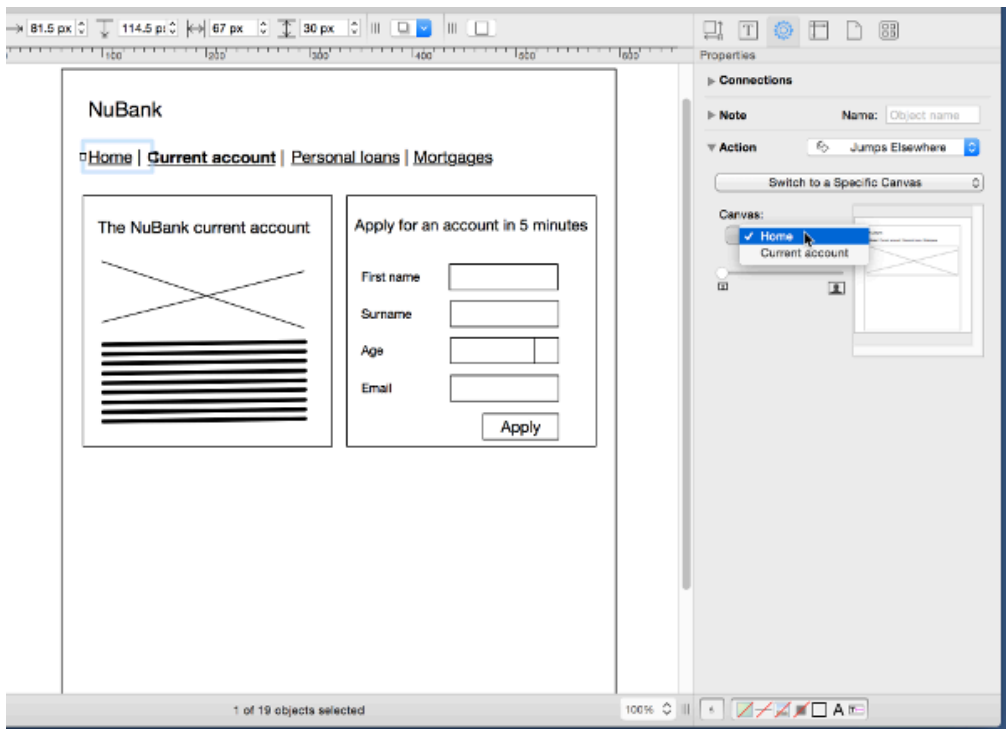 81.5 px 114.5 p: 67 px 30 px
100 200 300 400 500 600
Properties
Connections
Note Name: Object name
Action Jumps Elsewhere
Switch to a Specific Canvas
Canvas:
✓ Home
Current account
NuBank
Home | Current account | Personal loans | Mortgages
The NuBank current account
Apply for an account in 5 minutes
First name
Surname
Age
Email
Apply
1 of 19 objects selected
100%
A